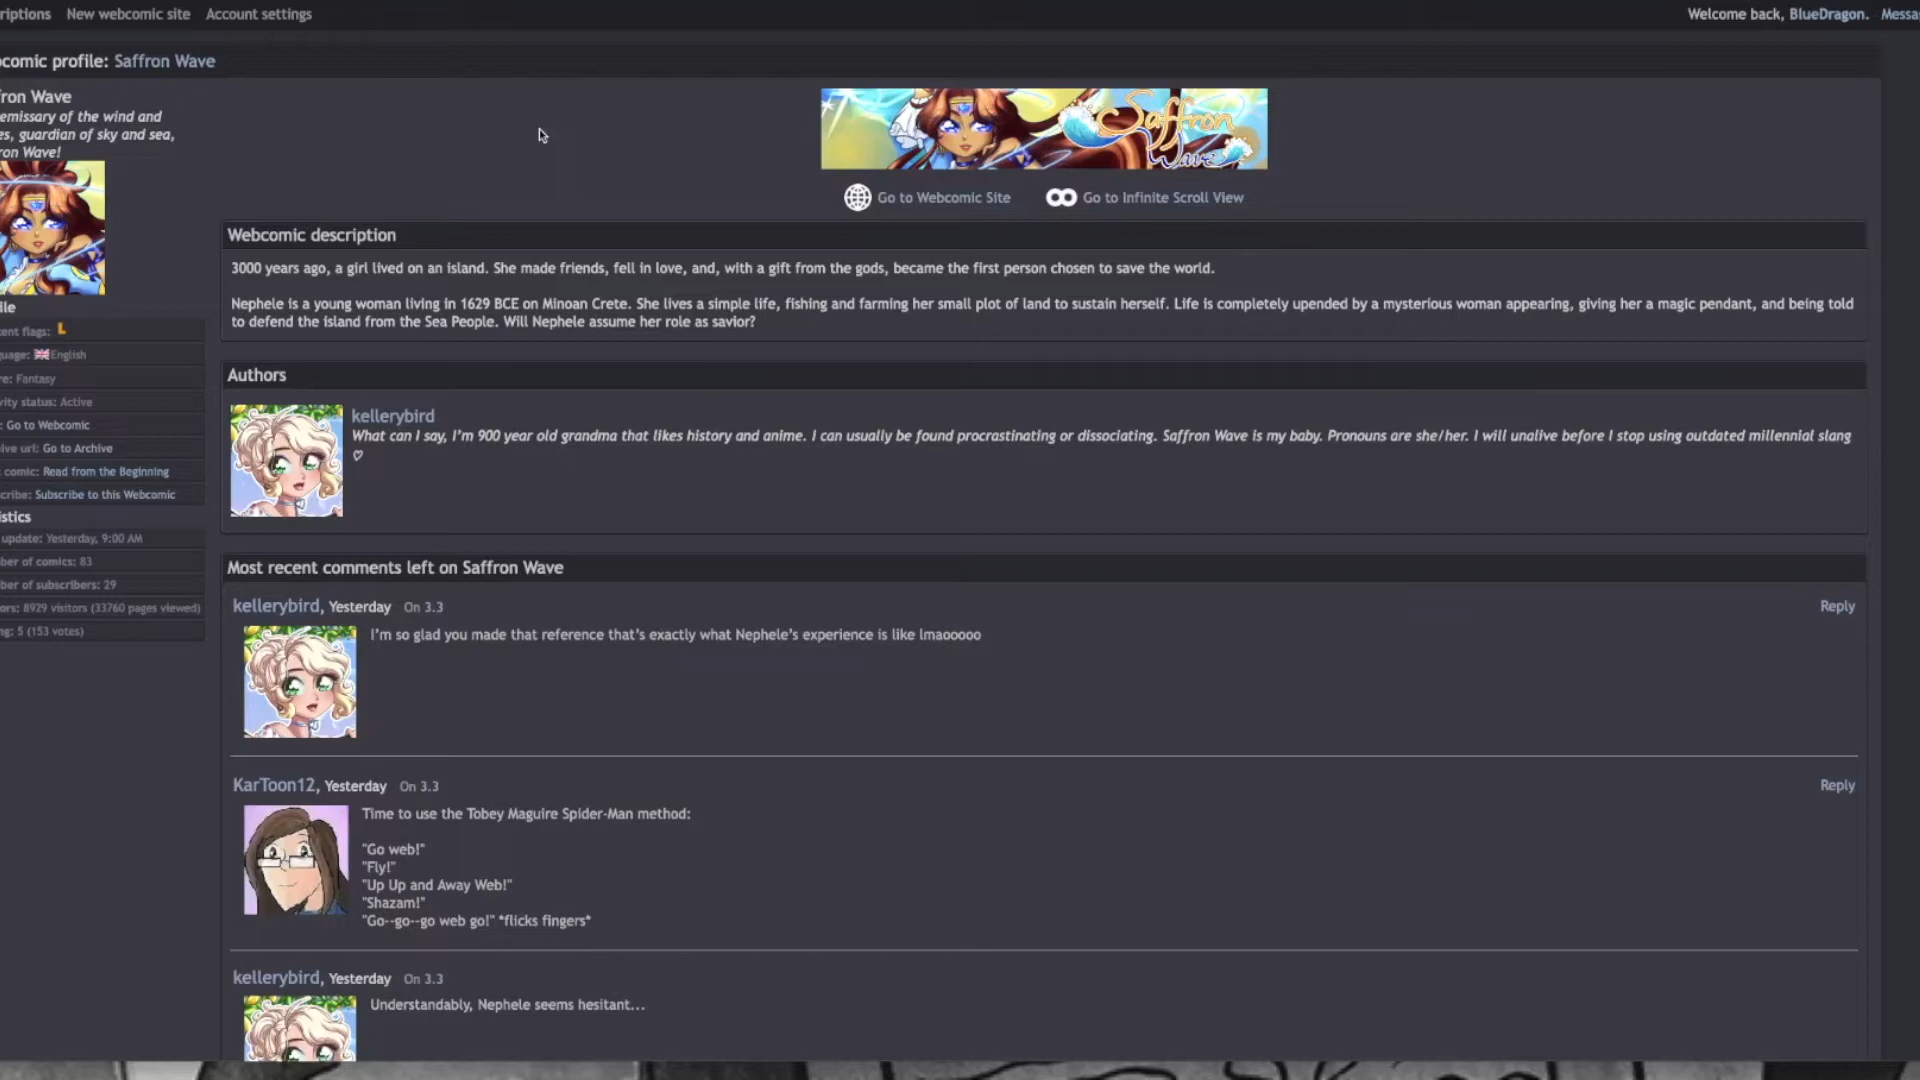 riptions New webcomic site Account settings Welcome back, BlueDragon. Messa
comic profile: Saffron Wave
ron Wave
emissary of the wind and
es, guardian of sky and sea,
ron Wave!
Saffron
Wave
Go to Webcomic Site Go to Infinite Scroll View
Webcomic description
3000 years ago, a girl lived on an island. She made friends, fell in love, and, with a gift from the gods, became the first person chosen to save the world.
Nephele is a young woman living in 1629 BCE on Minoan Crete. She lives a simple life, fishing and farming her small plot of land to sustain herself. Life is completely upended by a mysterious woman appearing, giving her a magic pendant, and being told
to defend the island from the Sea People. Will Nephele assume her role as savior?
ile
tent flags: L
guage: English
re: Fantasy
vity status: Active
: Go to Webcomic
ive url: Go to Archive
t comic: Read from the Beginning
cribe: Subscribe to this Webcomic
istics
update: Yesterday, 9:00 AM
ber of comics: 83
ber of subscribers: 29
ors: 8929 visitors (33760 pages viewed)
ng: 5 (153 votes)
Authors
kellerybird
What can I say, I'm 900 year old grandma that likes history and anime. I can usually be found procrastinating or dissociating. Saffron Wave is my baby. Pronouns are she/her. I will unalive before I stop using outdated millennial slang
♡
Most recent comments left on Saffron Wave
kellerybird, Yesterday On 3.3 Reply
I'm so glad you made that reference that's exactly what Nephele's experience is like lmaooooo
KarToon12, Yesterday On 3.3 Reply
Time to use the Tobey Maguire Spider-Man method:
"Go web!"
"Fly!"
"Up Up and Away Web!"
"Shazam!"
"Go--go--go web go!" *flicks fingers*
kellerybird, Yesterday On 3.3
Understandably, Nephele seems hesitant...